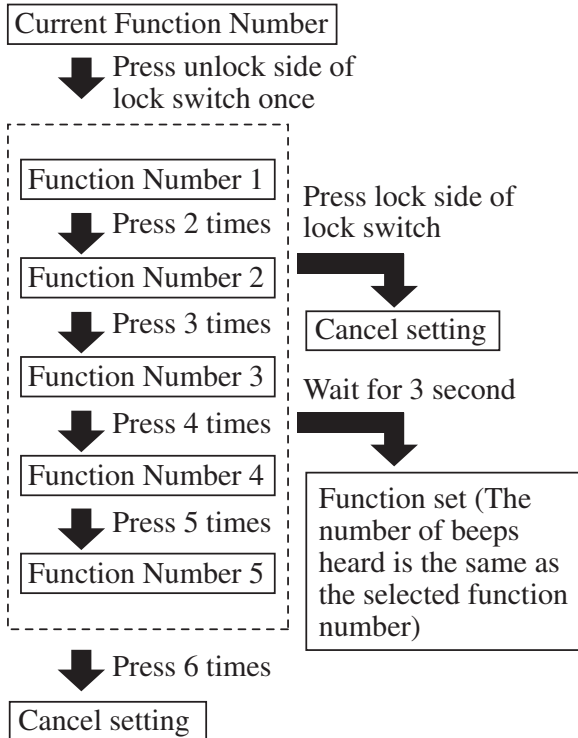 Current Function Number
Press unlock side of
lock switch once
Function Number 1
Press 2 times
Function Number 2
Press 3 times
Function Number 3
Press 4 times
Function Number 4
Press 5 times
Function Number 5
Press lock side of
lock switch
Cancel setting
Wait for 3 second
Function set (The
number of beeps
heard is the same as
the selected function
number)
Press 6 times
Cancel setting